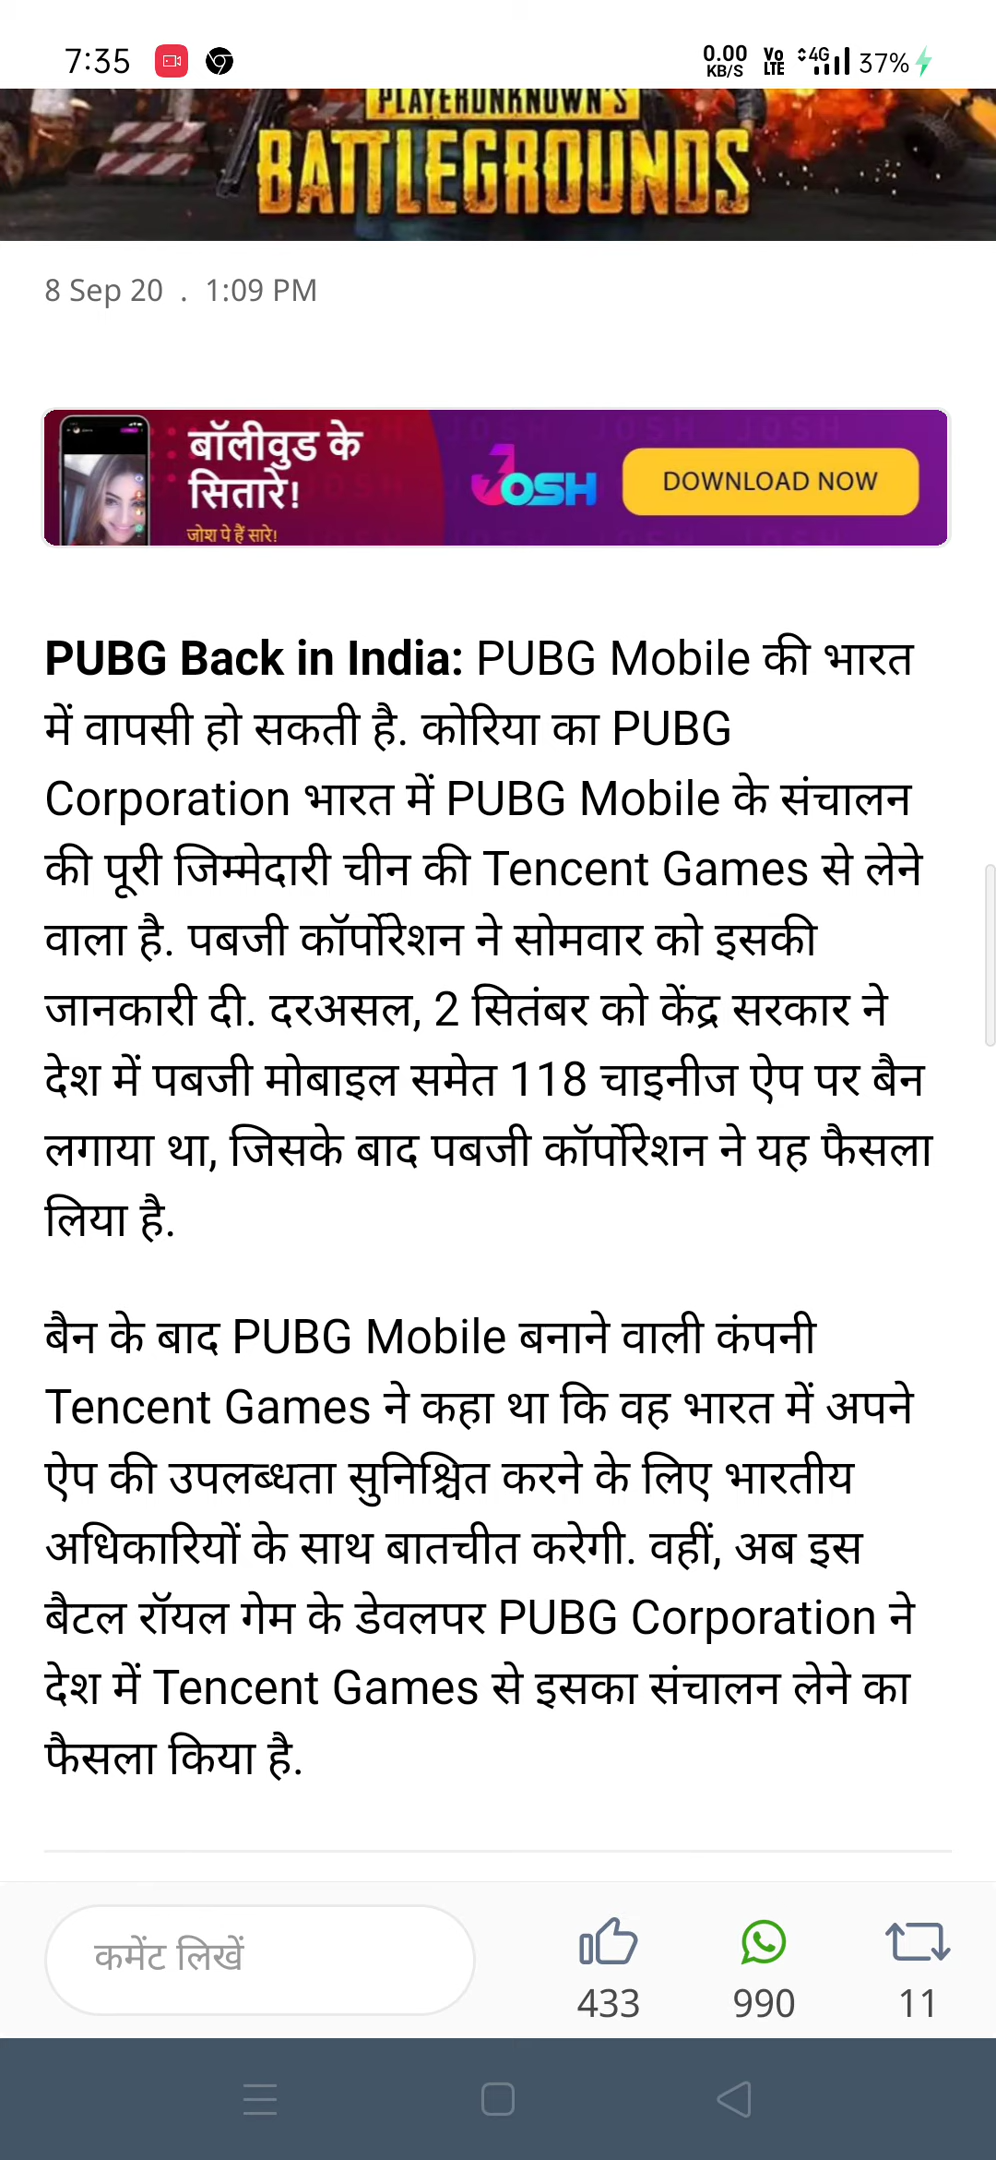 7:35
0.00 KB/S Vo LTE 4G 37%
PLAYERUNKNOWN'S
BATTLEGROUNDS
8 Sep 20 . 1:09 PM
बॉलीवुड के
सितारे!
जोश पे हैं सारे!
JOSH
DOWNLOAD NOW
PUBG Back in India: PUBG Mobile की भारत
में वापसी हो सकती है. कोरिया का PUBG
Corporation भारत में PUBG Mobile के संचालन
की पूरी जिम्मेदारी चीन की Tencent Games से लेने
वाला है. पबजी कॉर्पोरेशन ने सोमवार को इसकी
जानकारी दी. दरअसल, 2 सितंबर को केंद्र सरकार ने
देश में पबजी मोबाइल समेत 118 चाइनीज ऐप पर बैन
लगाया था, जिसके बाद पबजी कॉर्पोरेशन ने यह फैसला
लिया है.
बैन के बाद PUBG Mobile बनाने वाली कंपनी
Tencent Games ने कहा था कि वह भारत में अपने
ऐप की उपलब्धता सुनिश्चित करने के लिए भारतीय
अधिकारियों के साथ बातचीत करेगी. वहीं, अब इस
बैटल रॉयल गेम के डेवलपर PUBG Corporation ने
देश में Tencent Games से इसका संचालन लेने का
फैसला किया है.
कमेंट लिखें
433
990
11